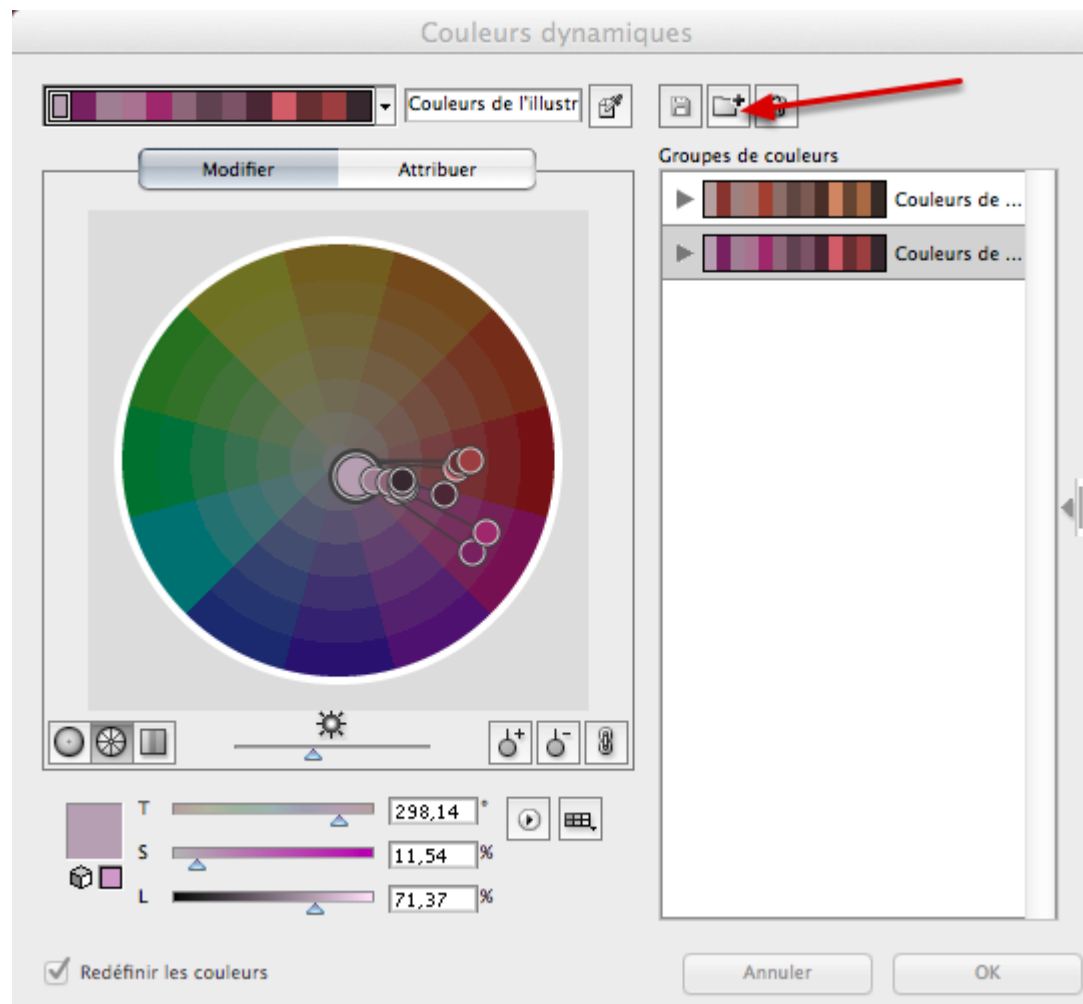 Couleurs dynamiques
Couleurs de l'illustr
Groupes de couleurs
Modifier
Attribuer
Couleurs de ...
Couleurs de ...
T
298,14 °
S
11,54 %
L
71,37 %
Redéfinir les couleurs
Annuler
OK